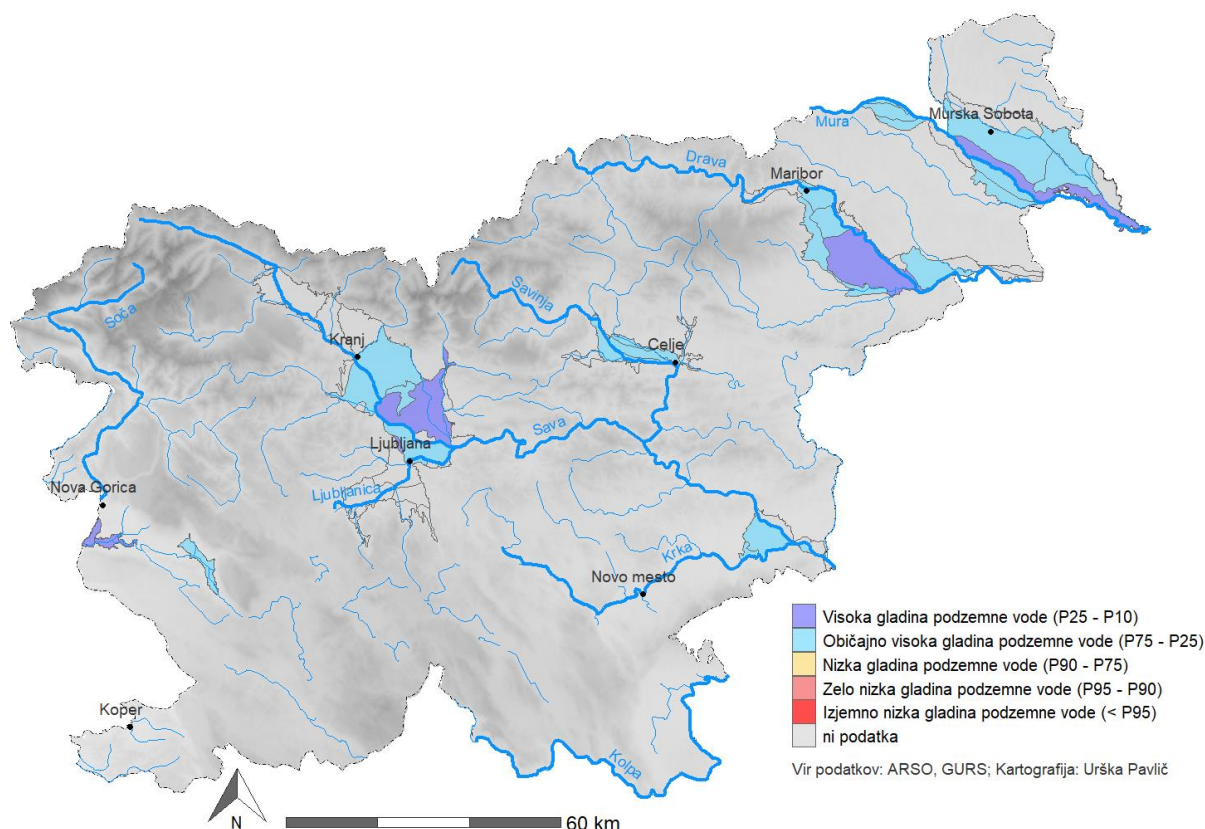 Murska Sobota
Mura
Drava
Maribor
Savinja
Soča
Kranj
Celje
Sava
Ljubljana
Ljubljanica
Nova Gorica
Krka
Novo mesto
Koper
Kolpa
Visoka gladina podzemne vode (P25 - P10)
Običajno visoka gladina podzemne vode (P75 - P25)
Nizka gladina podzemne vode (P90 - P75)
Zelo nizka gladina podzemne vode (P95 - P90)
Izjemno nizka gladina podzemne vode (< P95)
ni podatka
Vir podatkov: ARSO, GURS; Kartografija: Urška Pavlič
N
60 km